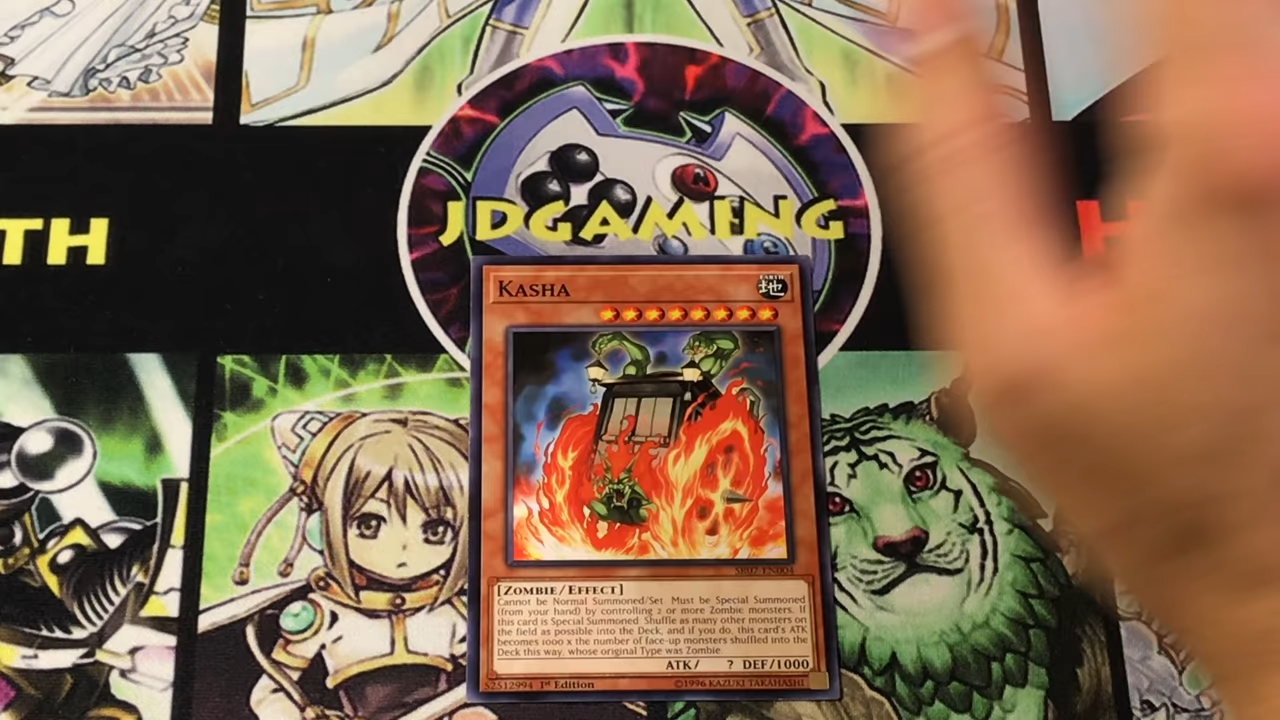 JDGAMING
TH
H
KASHA
EARTH
地
SR07-EN004
[ZOMBIE/EFFECT]
Cannot be Normal Summoned/Set. Must be Special Summoned
(from your hand) by controlling 2 or more Zombie monsters. If
this card is Special Summoned: Shuffle as many other monsters on
the field as possible into the Deck, and if you do, this card's ATK
becomes 1000 x the number of face-up monsters shuffled into the
Deck this way, whose original Type was Zombie.
ATK/ ? DEF/1000
52512994 1st Edition
©1996 KAZUKI TAKAHASHI